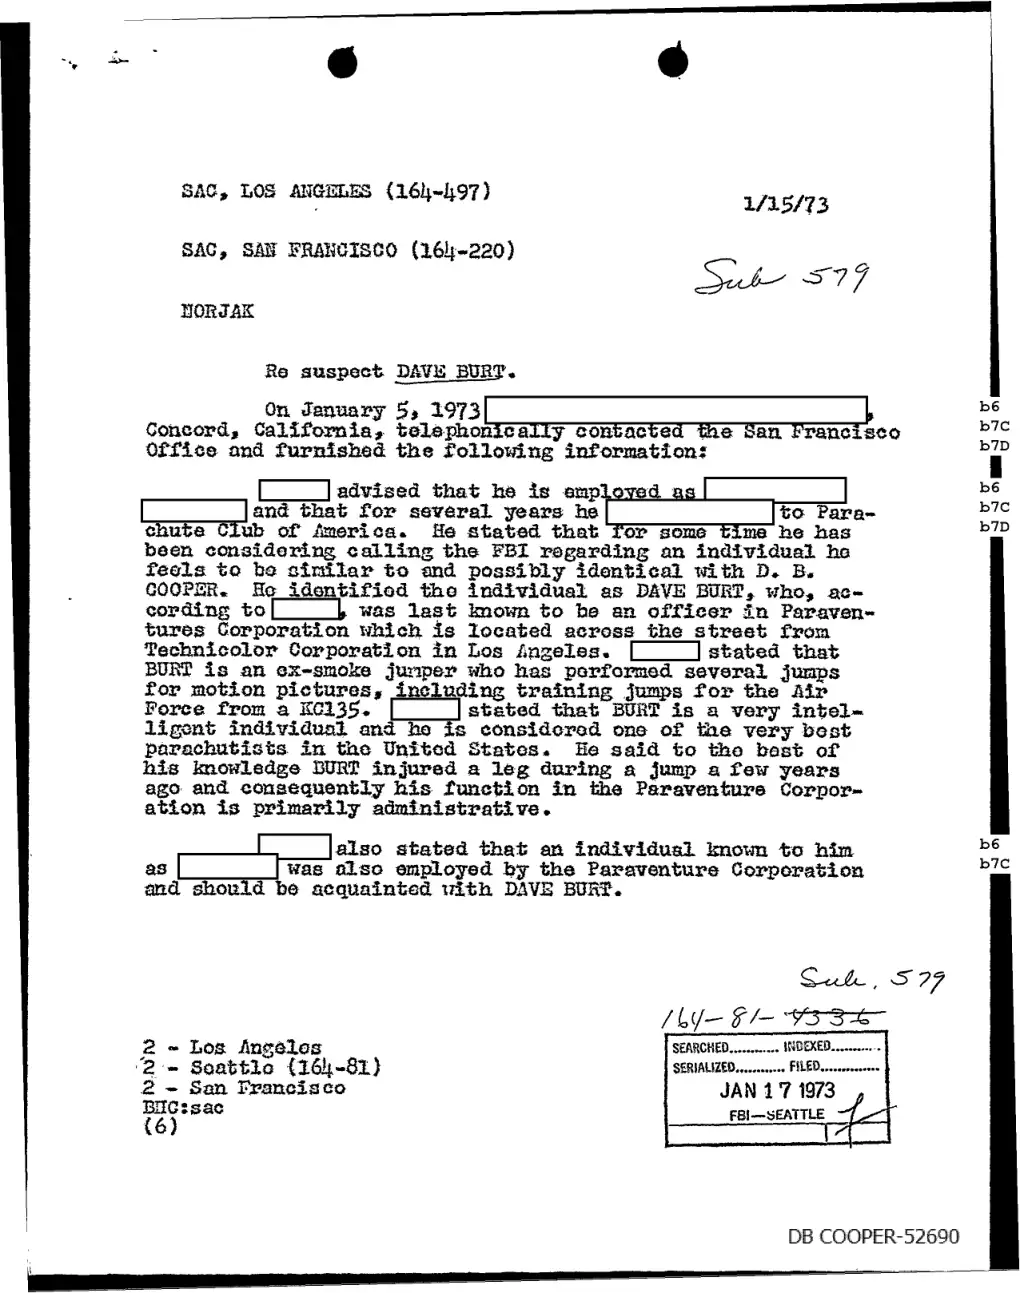 SAC, LOS ANGELES (164-497)
1/15/73
SAC, SAN FRANCISCO (164-220)
Sub 579
NORJAK
Re suspect DAVE BURT.
On January 5, 1973 ,
b6
Concord, California, telephonically contacted the San Francisco
b7C
Office and furnished the following information:
b7D
advised that he is employed as
b6
and that for several years he to Para-
b7C
chute Club of America. He stated that for some time he has
b7D
been considering calling the FBI regarding an individual he
feels to be similar to and possibly identical with D. B.
COOPER. He identified the individual as DAVE BURT, who, ac-
cording to , was last known to be an officer in Paraven-
tures Corporation which is located across the street from
Technicolor Corporation in Los Angeles. stated that
BURT is an ex-smoke jumper who has performed several jumps
for motion pictures, including training jumps for the Air
Force from a KC135. stated that BURT is a very intel-
ligent individual and he is considered one of the very best
parachutists in the United States. He said to the best of
his knowledge BURT injured a leg during a jump a few years
ago and consequently his function in the Paraventure Corpor-
ation is primarily administrative.
also stated that an individual known to him
b6
as was also employed by the Paraventure Corporation
b7C
and should be acquainted with DAVE BURT.
Sub. 579
164-81-4336
2 - Los Angeles
2 - Seattle (164-81)
2 - San Francisco
BHC:sac
(6)
SEARCHED............ INDEXED............
SERIALIZED............ FILED..............
JAN 17 1973
FBI—SEATTLE
DB COOPER-52690